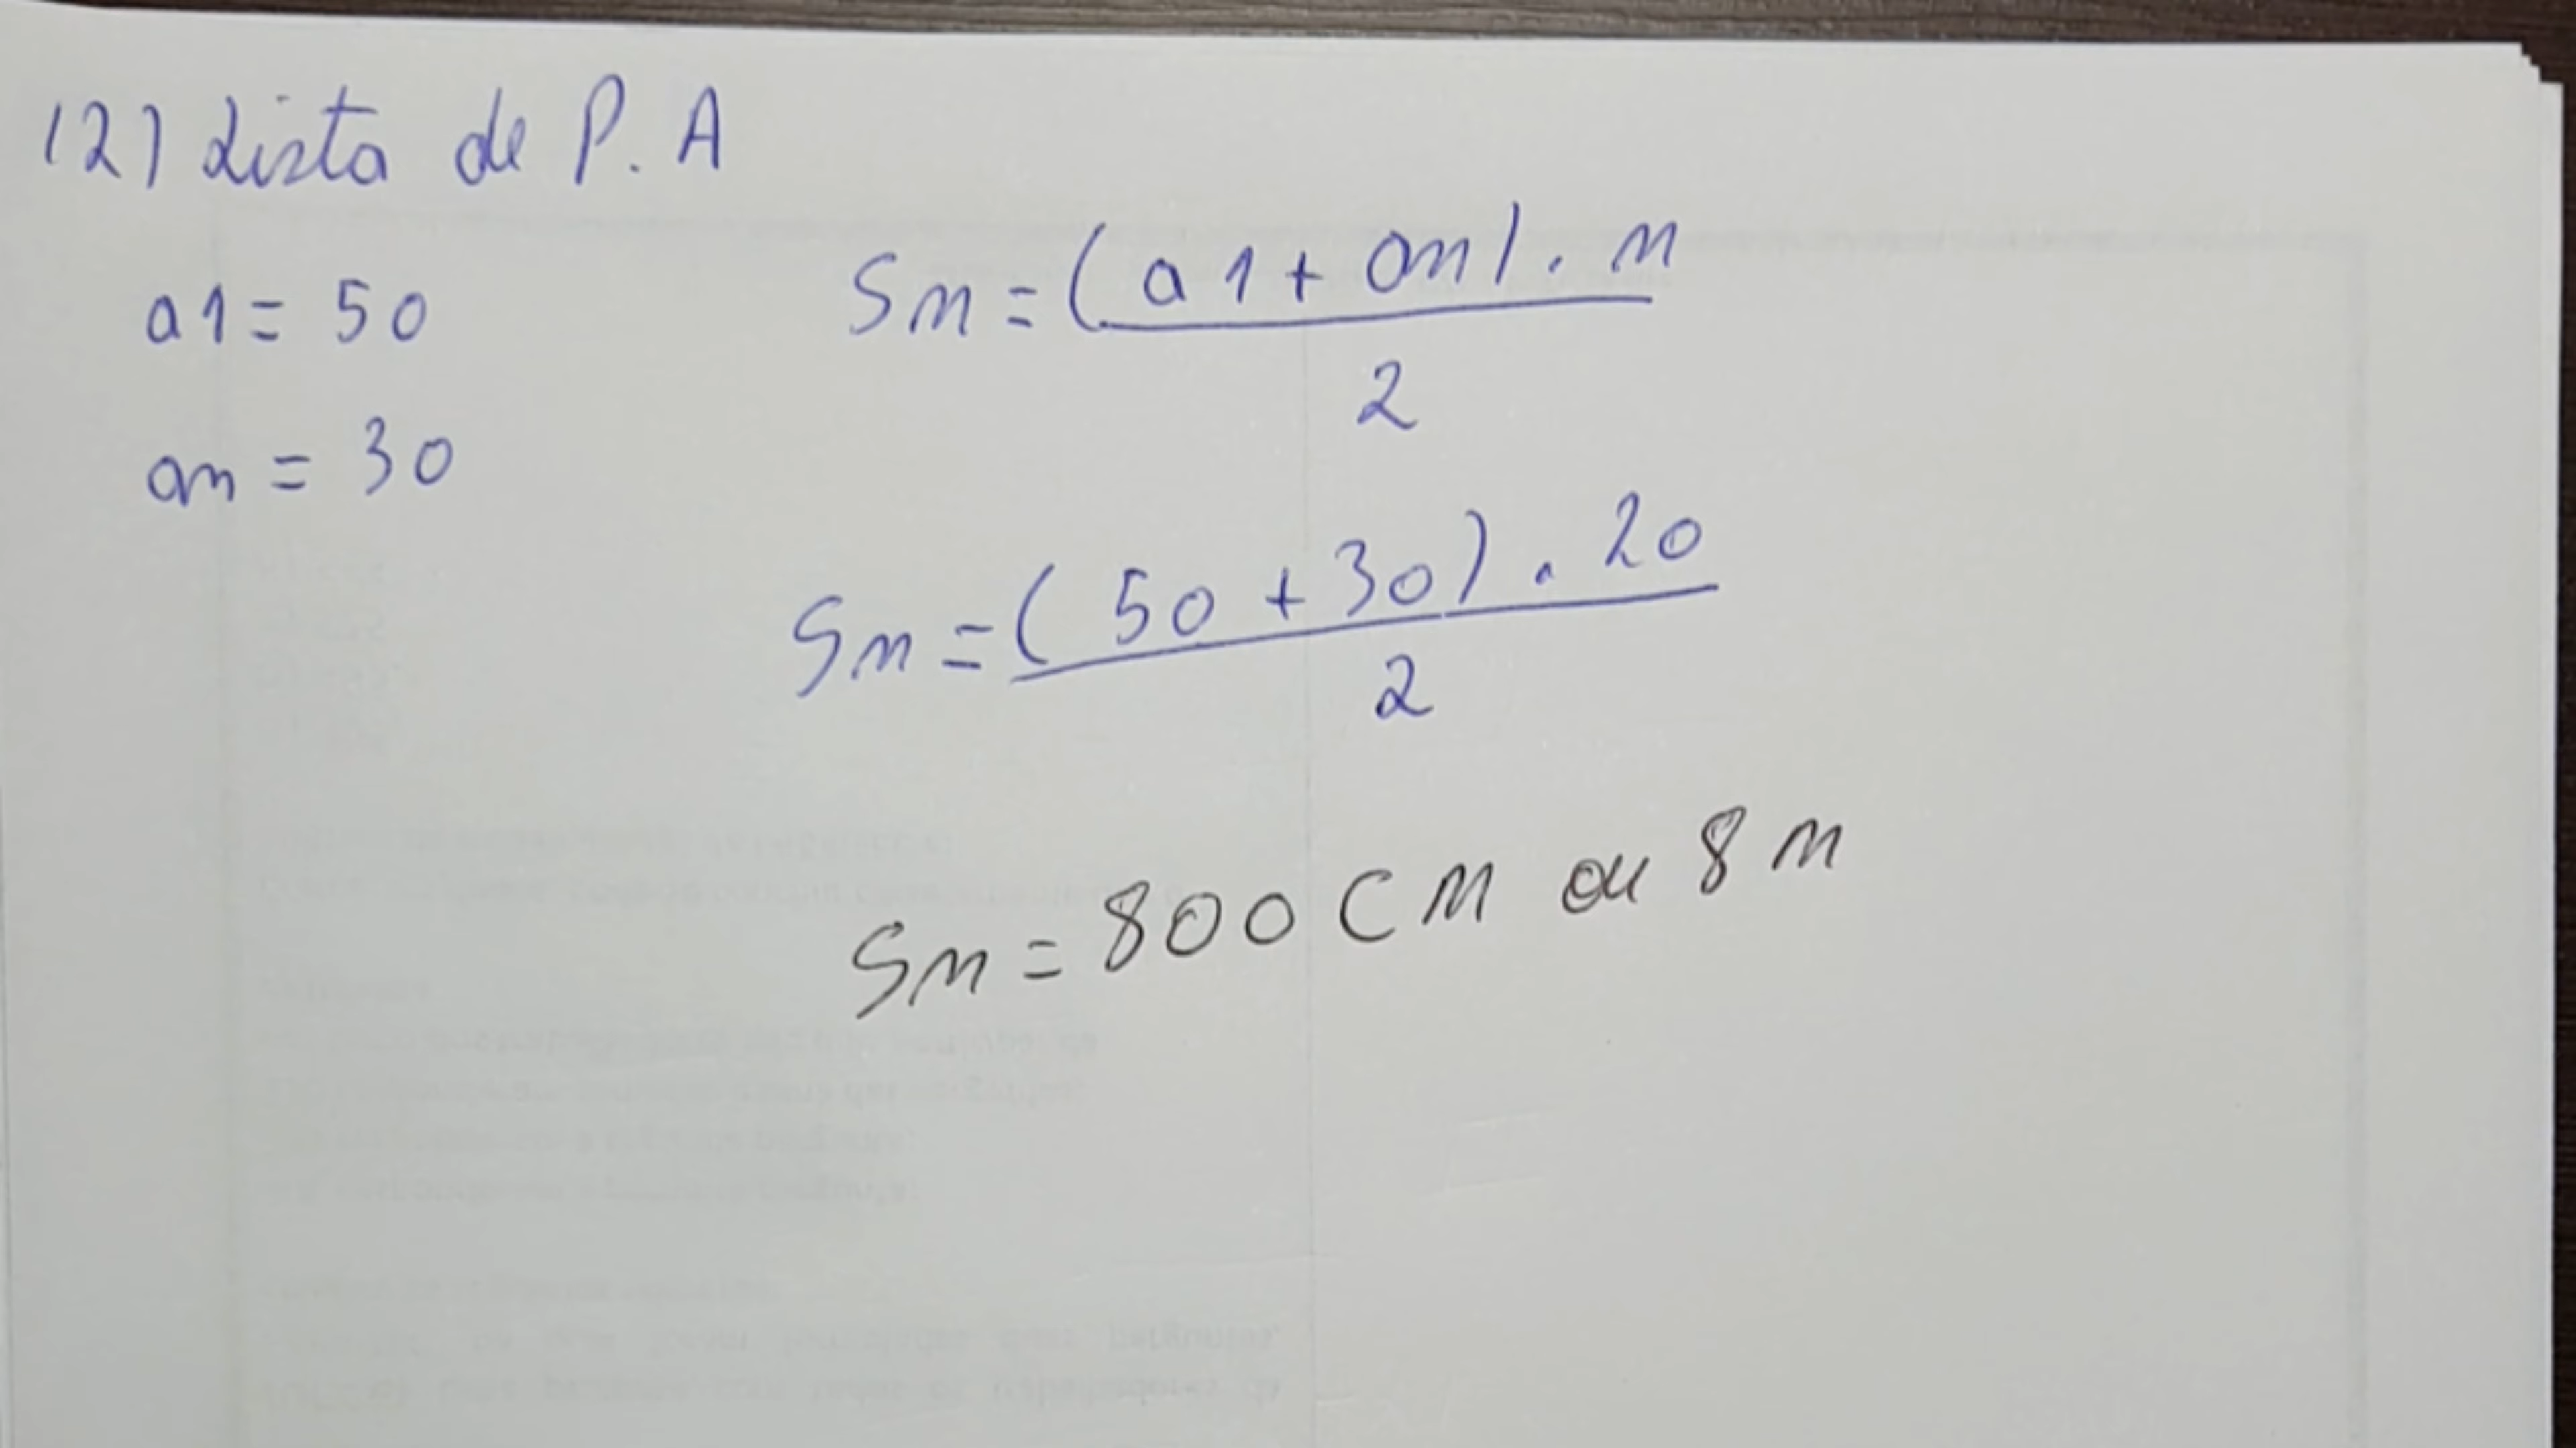 12) Lista de P. A
a1 = 50
an = 30
Sn = (a1 + an) . n
2
Sn = (50 + 30) . 20
2
Sn = 800 CM ou 8 M